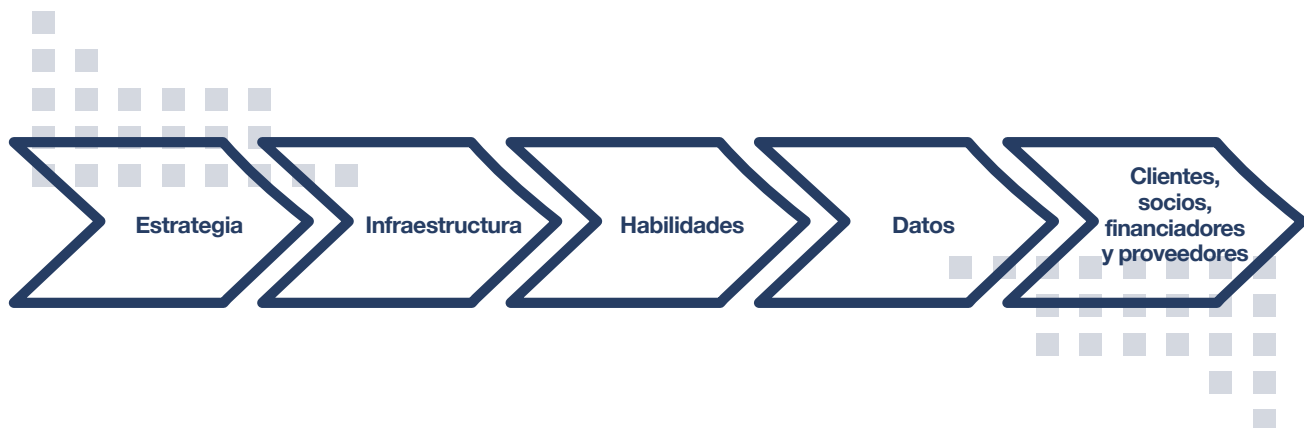 Estrategia
Infraestructura
Habilidades
Datos
Clientes,
socios,
financiadores
y proveedores